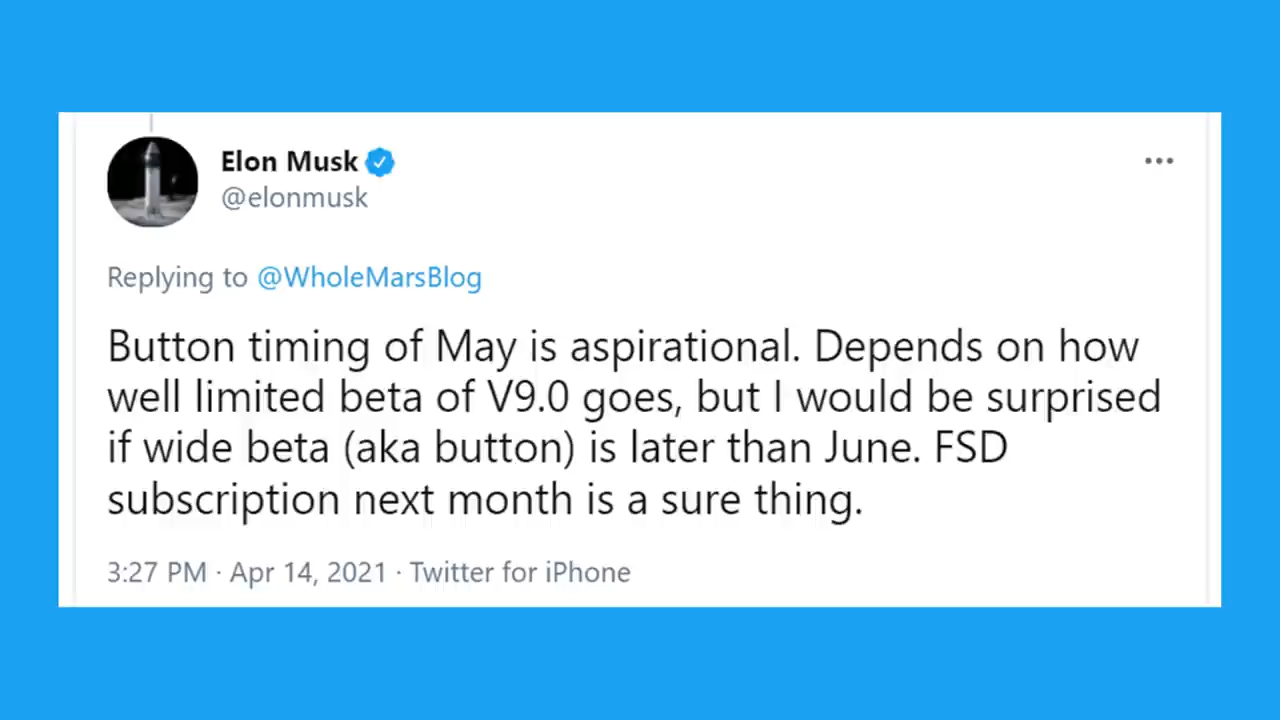 Elon Musk
@elonmusk
Replying to @WholeMarsBlog
Button timing of May is aspirational. Depends on how
well limited beta of V9.0 goes, but I would be surprised
if wide beta (aka button) is later than June. FSD
subscription next month is a sure thing.
3:27 PM · Apr 14, 2021 · Twitter for iPhone